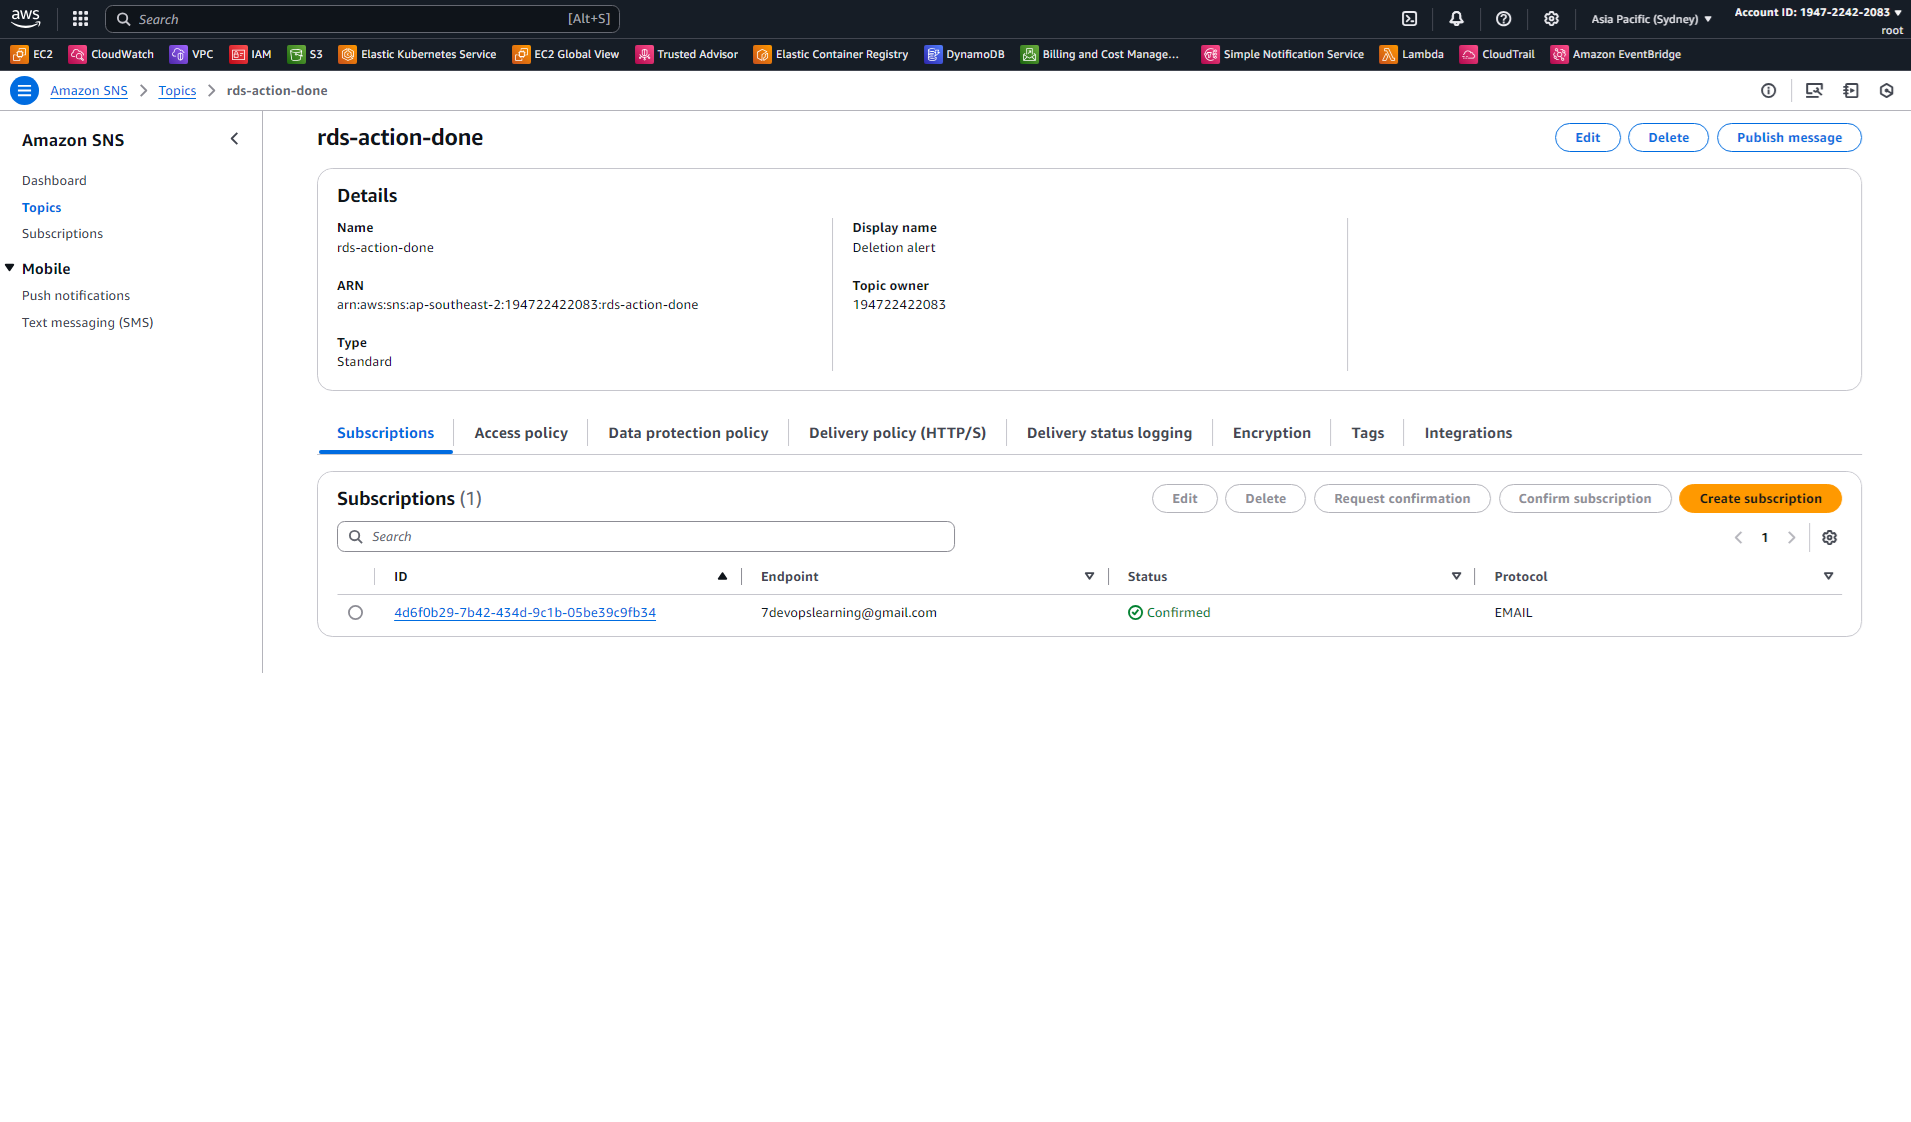 aws Search [Alt+S] Asia Pacific (Sydney) Account ID: 1947-2242-2083
root
EC2 CloudWatch VPC IAM S3 Elastic Kubernetes Service EC2 Global View Trusted Advisor Elastic Container Registry DynamoDB Billing and Cost Manage... Simple Notification Service Lambda CloudTrail Amazon EventBridge
Amazon SNS Topics rds-action-done
Amazon SNS
Dashboard
Topics
Subscriptions
Mobile
Push notifications
Text messaging (SMS)
rds-action-done Edit Delete Publish message
Details
Name
rds-action-done
ARN
arn:aws:sns:ap-southeast-2:194722422083:rds-action-done
Type
Standard
Display name
Deletion alert
Topic owner
194722422083
Subscriptions Access policy Data protection policy Delivery policy (HTTP/S) Delivery status logging Encryption Tags Integrations
Subscriptions (1) Edit Delete Request confirmation Confirm subscription Create subscription
Search 1
ID Endpoint Status Protocol
4d6f0b29-7b42-434d-9c1b-05be39c9fb34 7devopslearning@gmail.com Confirmed EMAIL